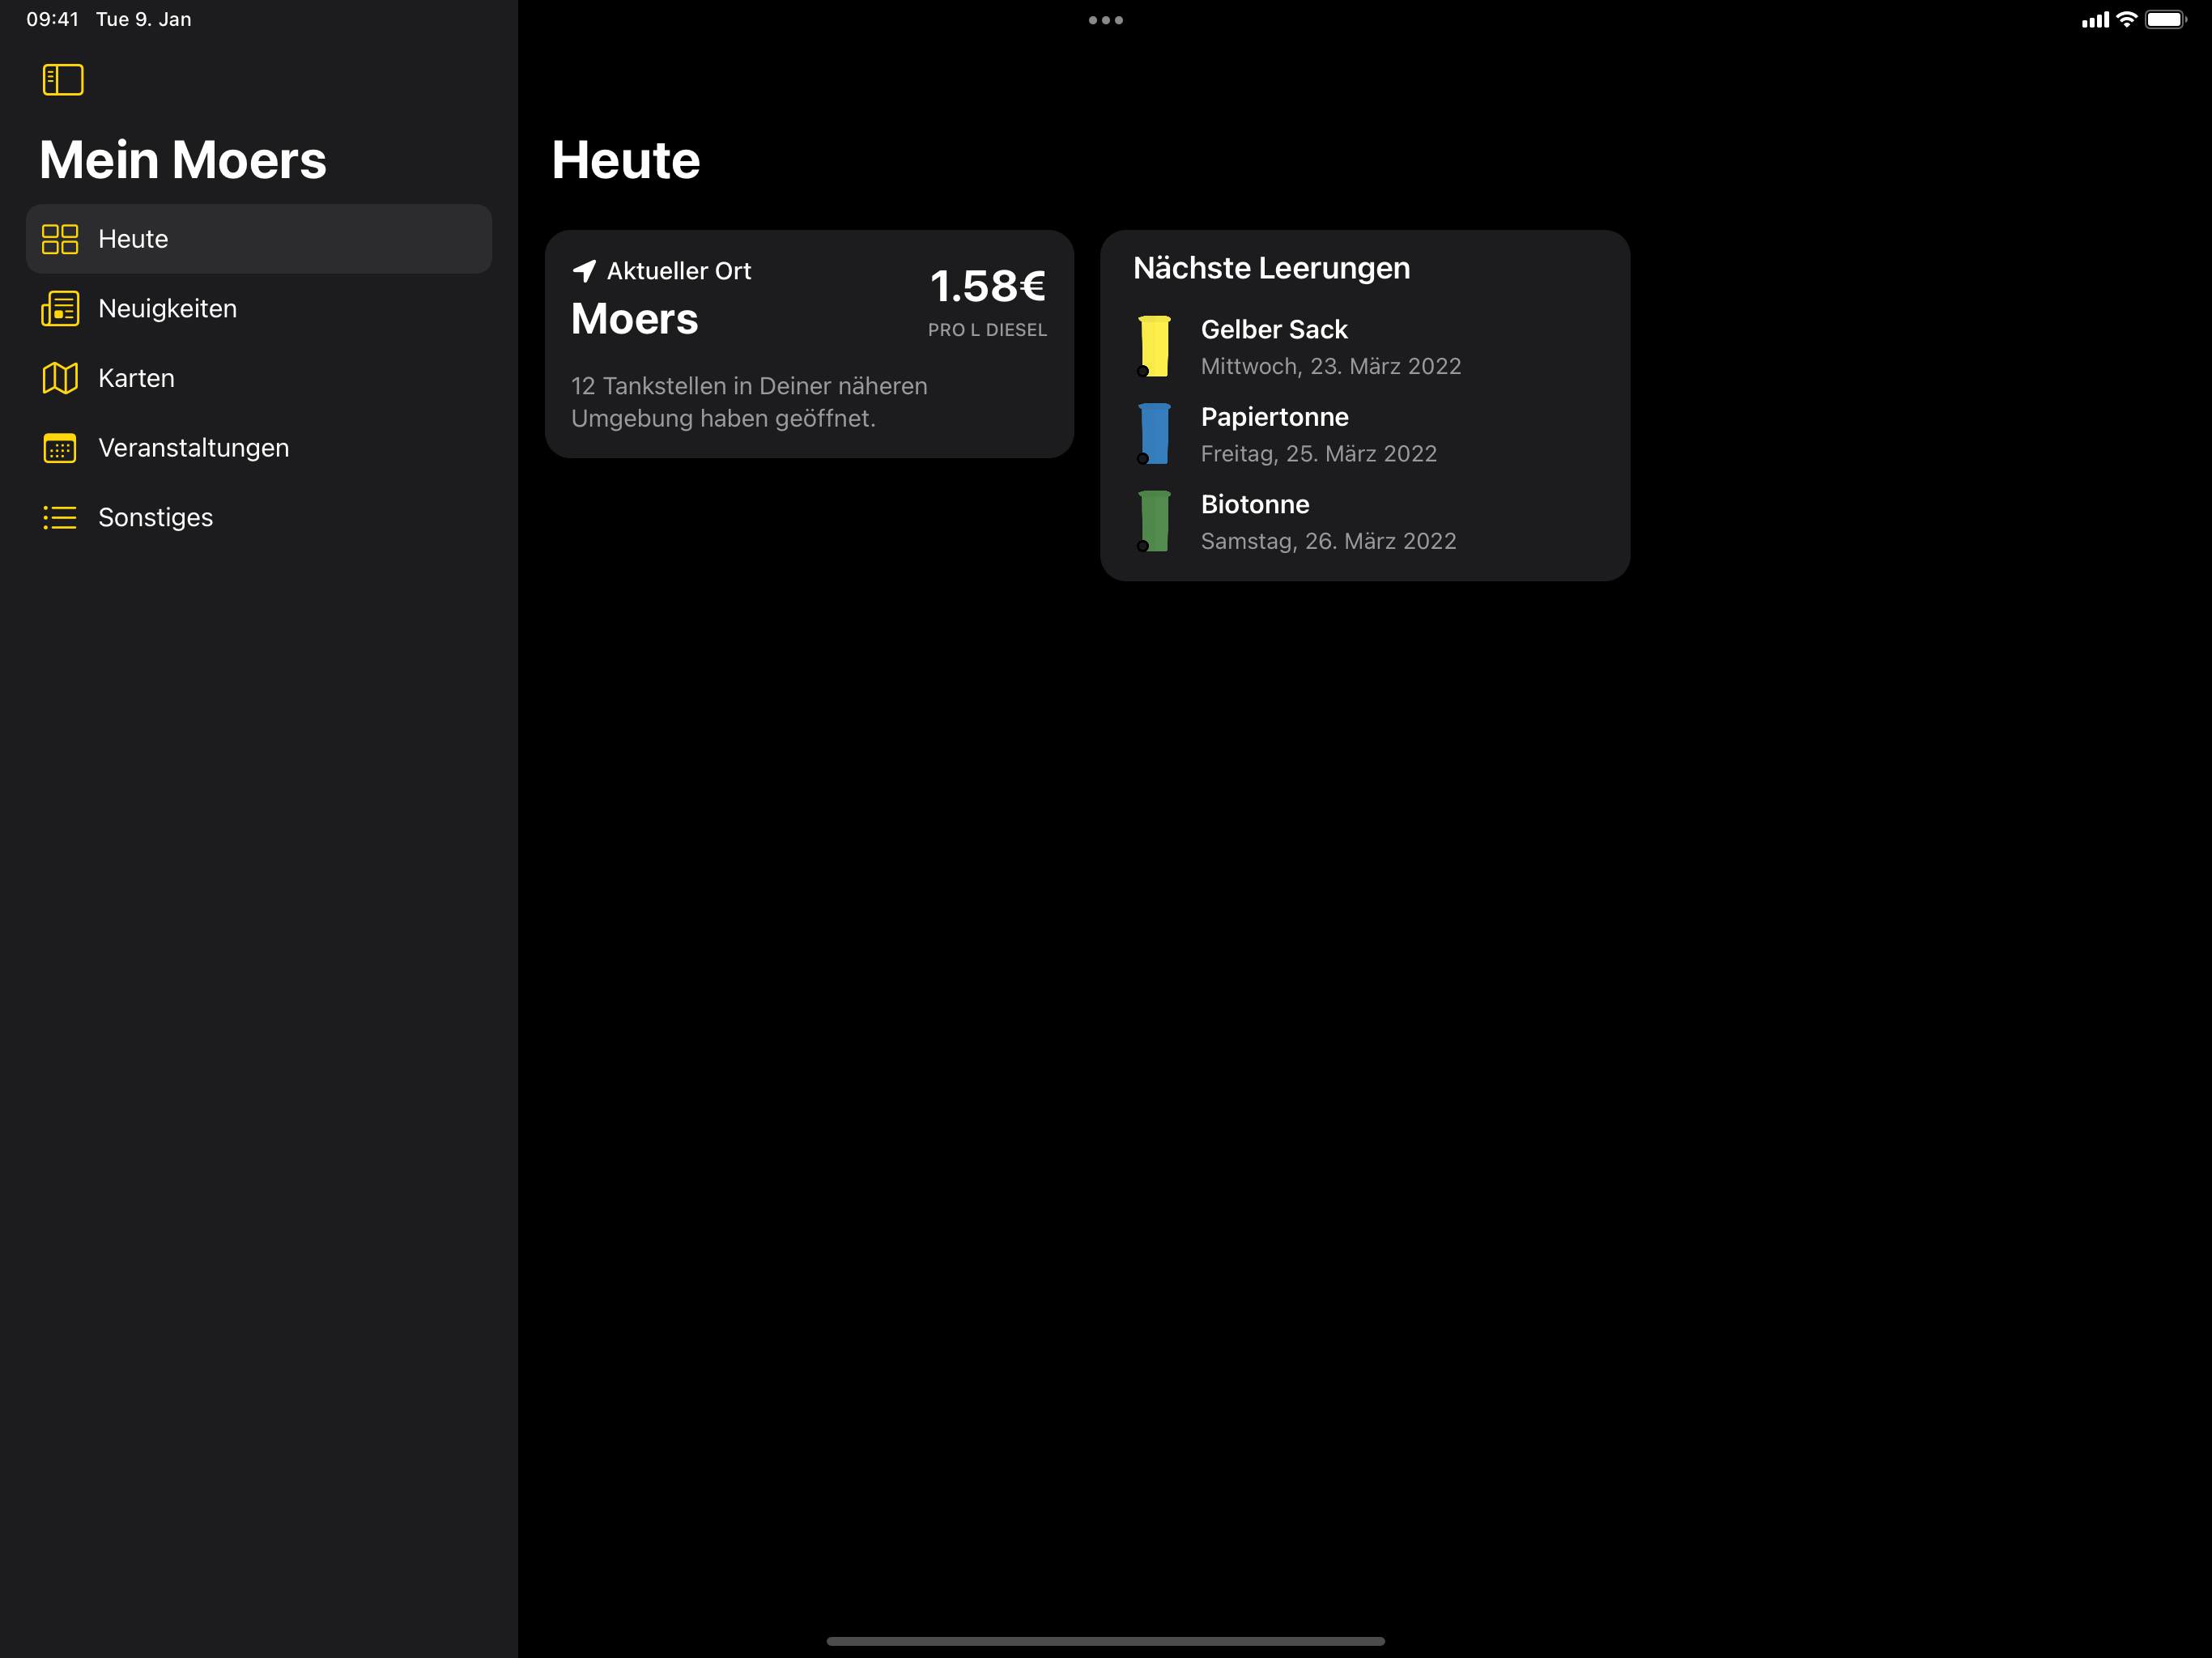 09:41 Tue 9. Jan
Mein Moers
Heute
Neuigkeiten
Karten
Veranstaltungen
Sonstiges
Heute
Aktueller Ort
Moers
1.58€
PRO L DIESEL
12 Tankstellen in Deiner näheren
Umgebung haben geöffnet.
Nächste Leerungen
Gelber Sack
Mittwoch, 23. März 2022
Papiertonne
Freitag, 25. März 2022
Biotonne
Samstag, 26. März 2022